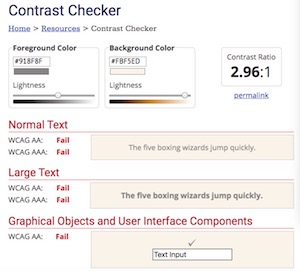 Contrast Checker
Home > Resources > Contrast Checker
Foreground Color
#918F8F
Lightness
Background Color
#FBF5ED
Lightness
Contrast Ratio
2.96:1
permalink
Normal Text
WCAG AA: Fail
WCAG AAA: Fail
The five boxing wizards jump quickly.
Large Text
WCAG AA: Fail
WCAG AAA: Fail
The five boxing wizards jump quickly.
Graphical Objects and User Interface Components
WCAG AA: Fail
✓
Text Input